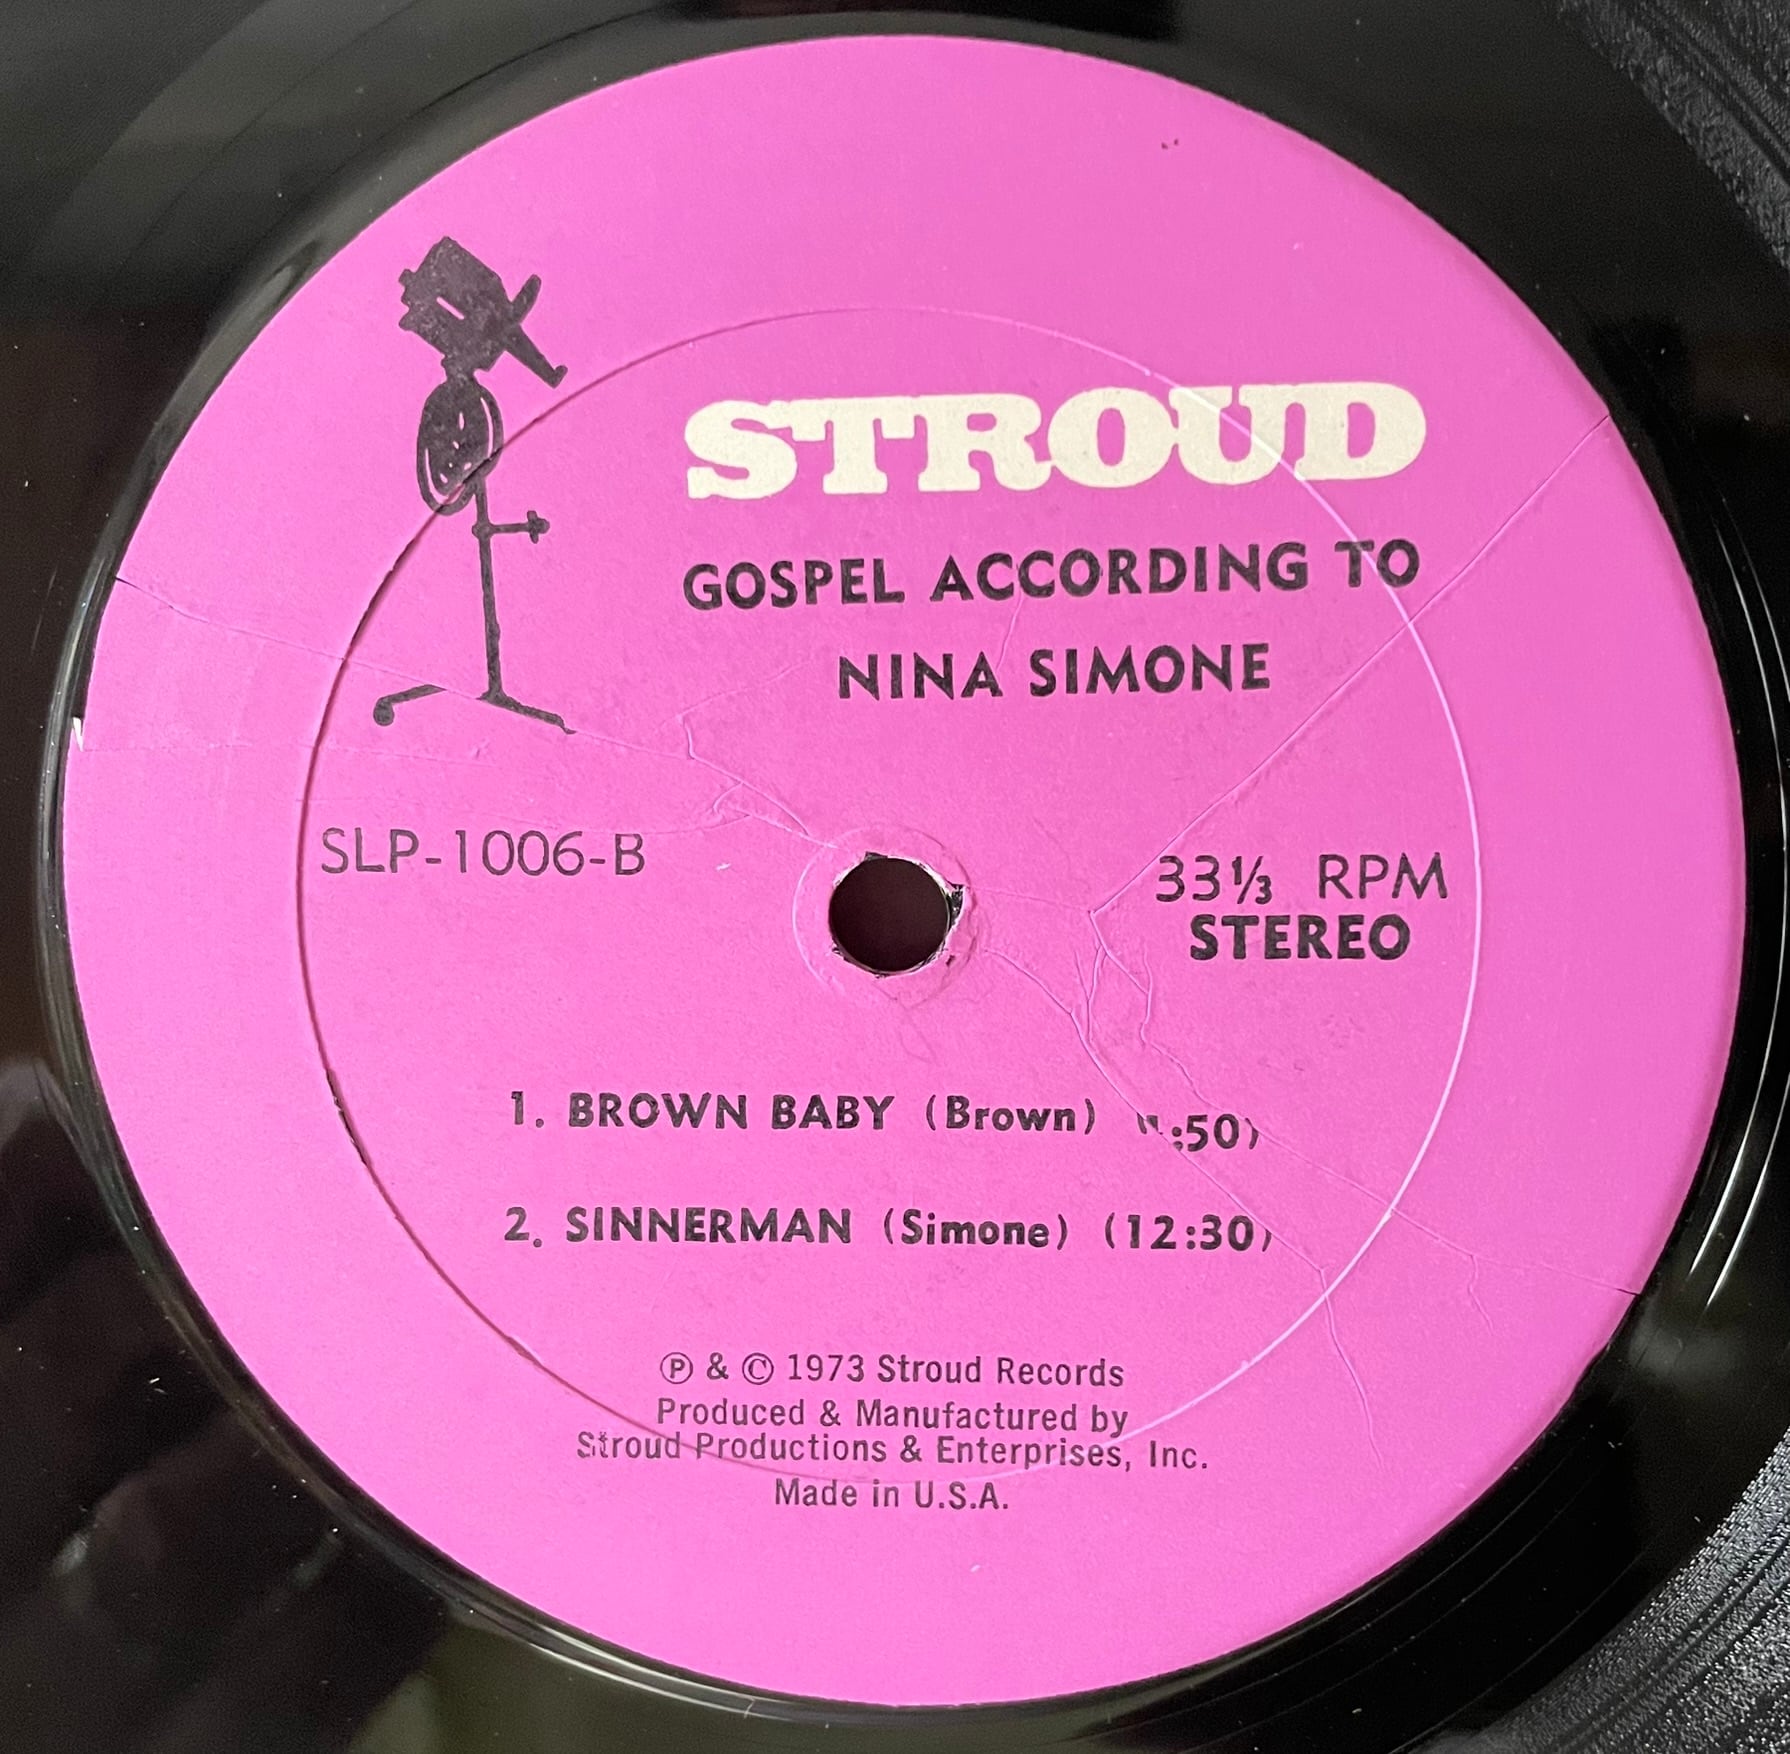 STROUD
GOSPEL ACCORDING TO
NINA SIMONE
SLP-1006-B
33⅓ RPM
STEREO
1. BROWN BABY (Brown) :50)
2. SINNERMAN (Simone) (12:30)
Ⓟ & © 1973 Stroud Records
Produced & Manufactured by
Stroud Productions & Enterprises, Inc.
Made in U.S.A.